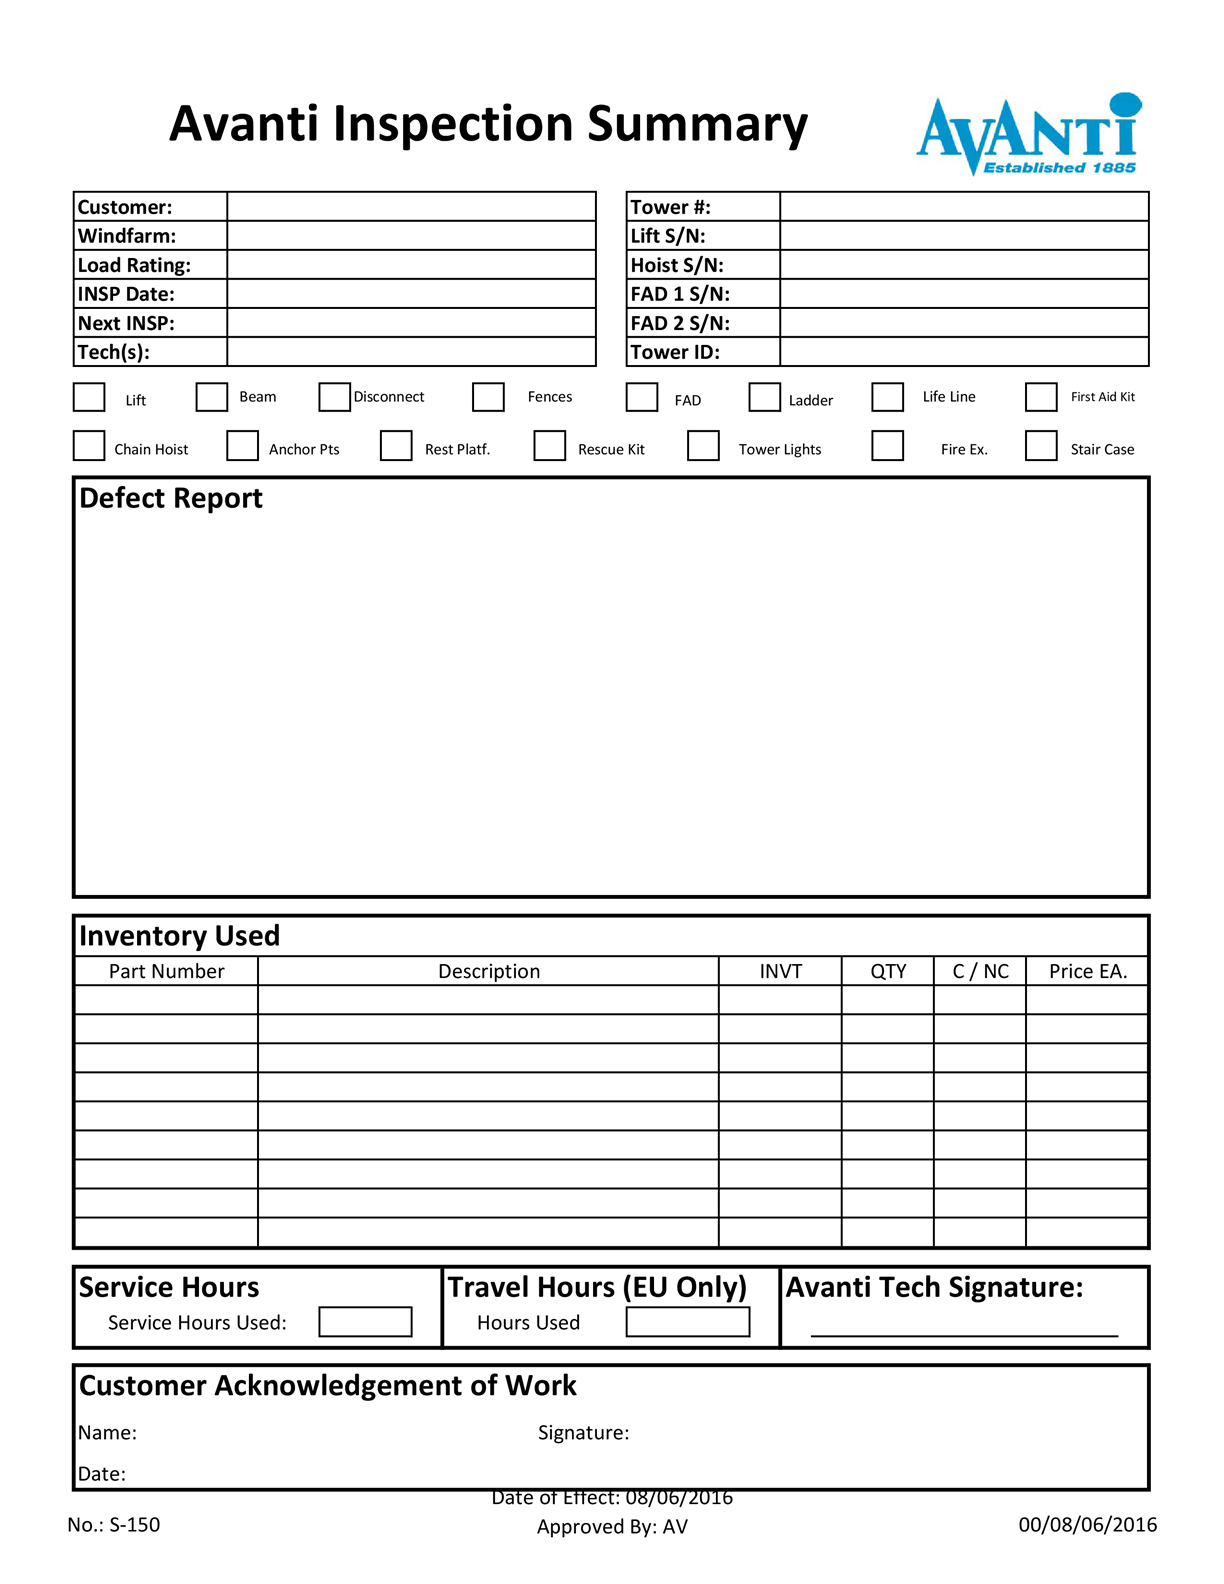 Avanti Inspection Summary
AVANTI
Established 1885
Customer:
Windfarm:
Load Rating:
INSP Date:
Next INSP:
Tech(s):
Tower #:
Lift S/N:
Hoist S/N:
FAD 1 S/N:
FAD 2 S/N:
Tower ID:
Lift Beam Disconnect Fences FAD Ladder Life Line First Aid Kit
Chain Hoist Anchor Pts Rest Platf. Rescue Kit Tower Lights Fire Ex. Stair Case
Defect Report
Inventory Used
Part Number Description INVT QTY C / NC Price EA.
Service Hours
Service Hours Used:
Travel Hours (EU Only)
Hours Used
Avanti Tech Signature:
Customer Acknowledgement of Work
Name: Signature:
Date:
Date of Effect: 08/06/2016
No.: S-150 Approved By: AV 00/08/06/2016